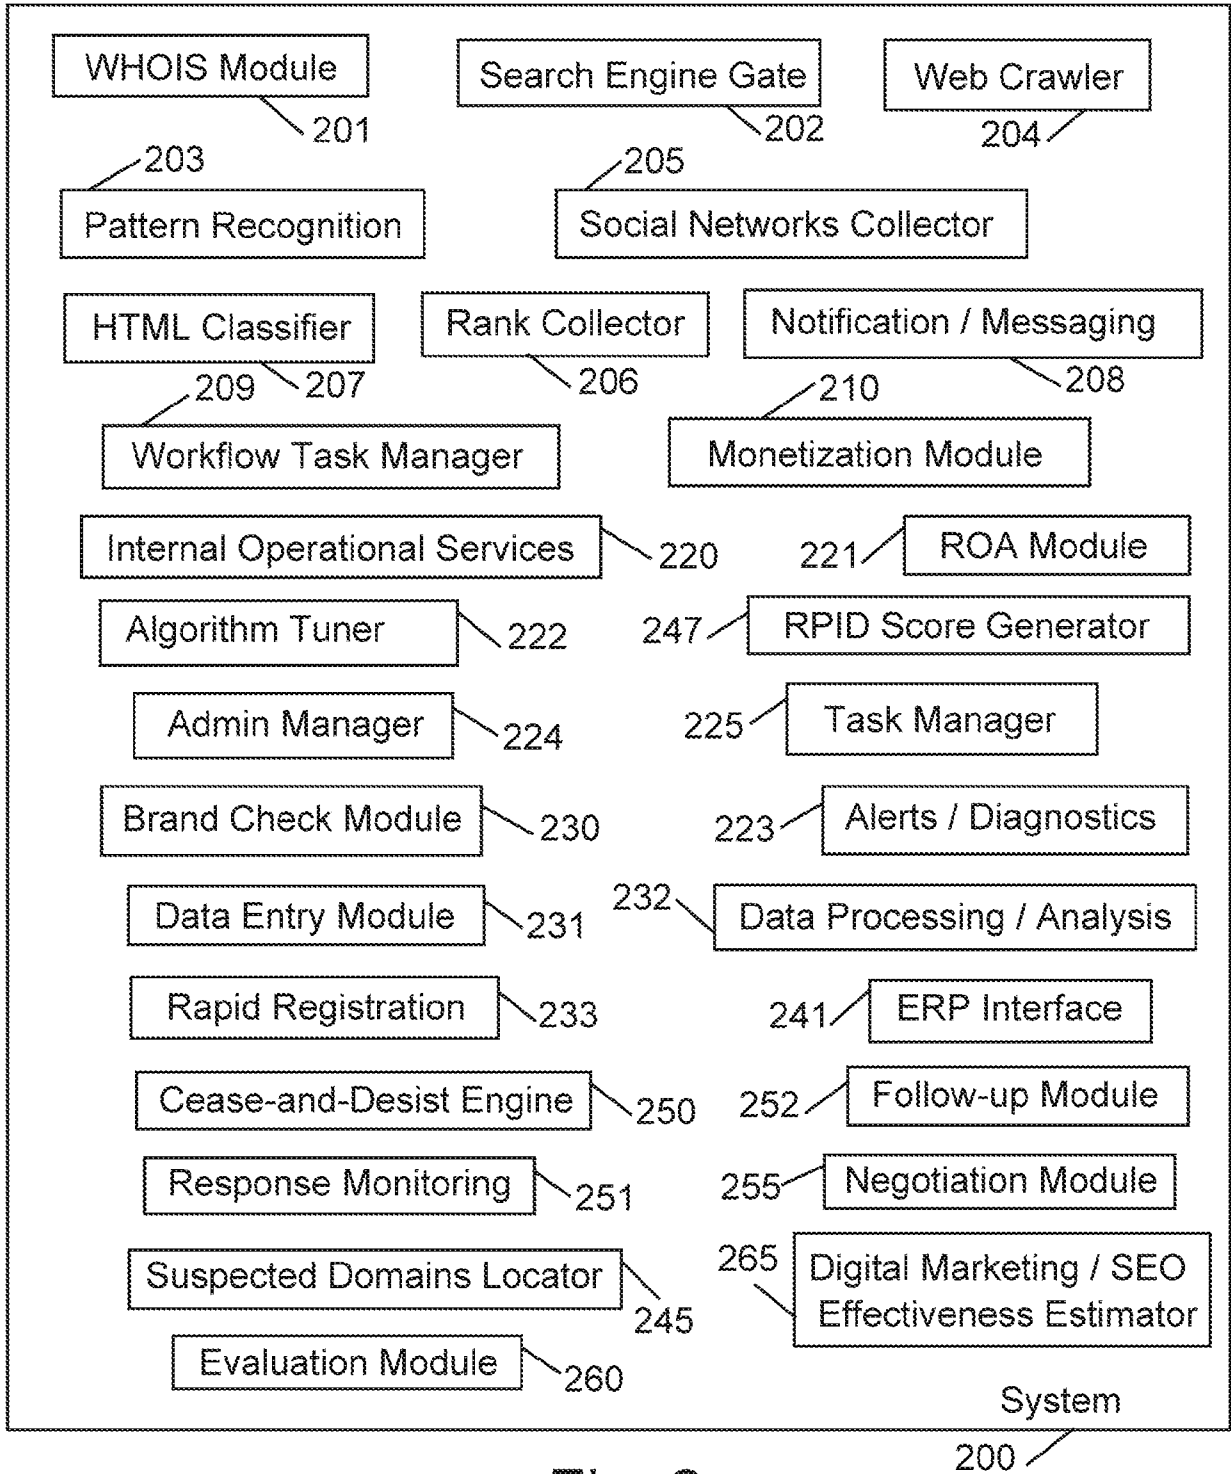 WHOIS Module
201
Search Engine Gate
202
Web Crawler
204
203
Pattern Recognition
205
Social Networks Collector
HTML Classifier
207
Rank Collector
206
Notification / Messaging
208
209
Workflow Task Manager
210
Monetization Module
Internal Operational Services
220
221
ROA Module
Algorithm Tuner
222
247
RPID Score Generator
Admin Manager
224
225
Task Manager
Brand Check Module
230
223
Alerts / Diagnostics
Data Entry Module
231
232
Data Processing / Analysis
Rapid Registration
233
241
ERP Interface
Cease-and-Desist Engine
250
252
Follow-up Module
Response Monitoring
251
255
Negotiation Module
Suspected Domains Locator
245
265
Digital Marketing / SEO
Effectiveness Estimator
Evaluation Module
260
System
200